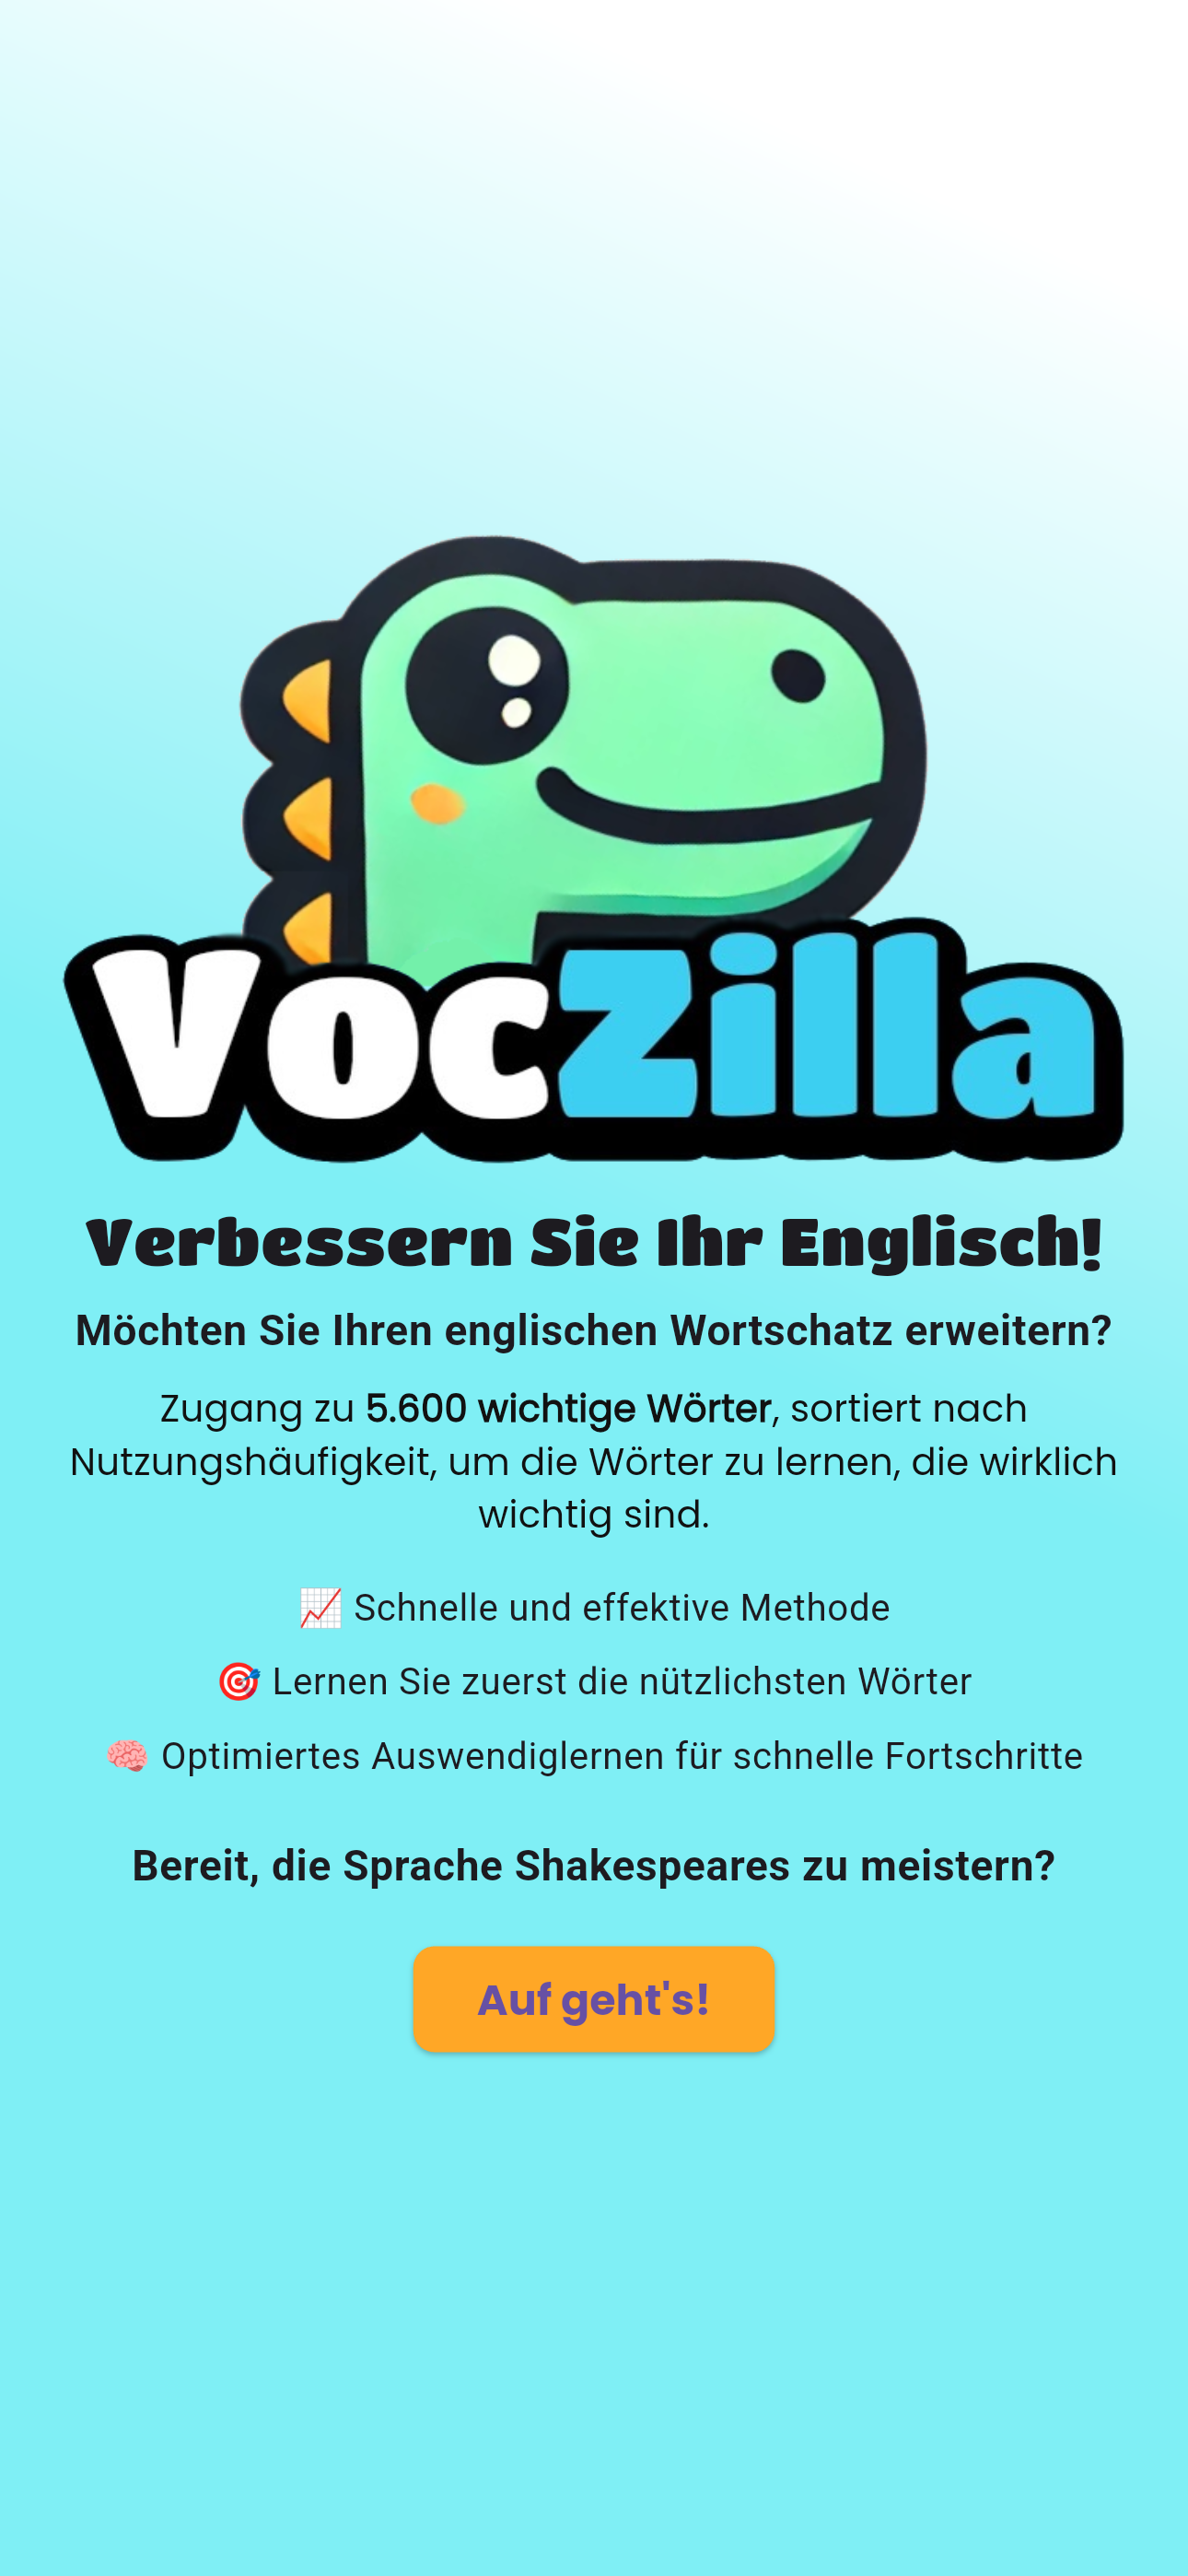 VocZilla
Verbessern Sie Ihr Englisch!
Möchten Sie Ihren englischen Wortschatz erweitern?
Zugang zu 5.600 wichtige Wörter, sortiert nach
Nutzungshäufigkeit, um die Wörter zu lernen, die wirklich
wichtig sind.
📈 Schnelle und effektive Methode
🎯 Lernen Sie zuerst die nützlichsten Wörter
🧠 Optimiertes Auswendiglernen für schnelle Fortschritte
Bereit, die Sprache Shakespeares zu meistern?
Auf geht's!